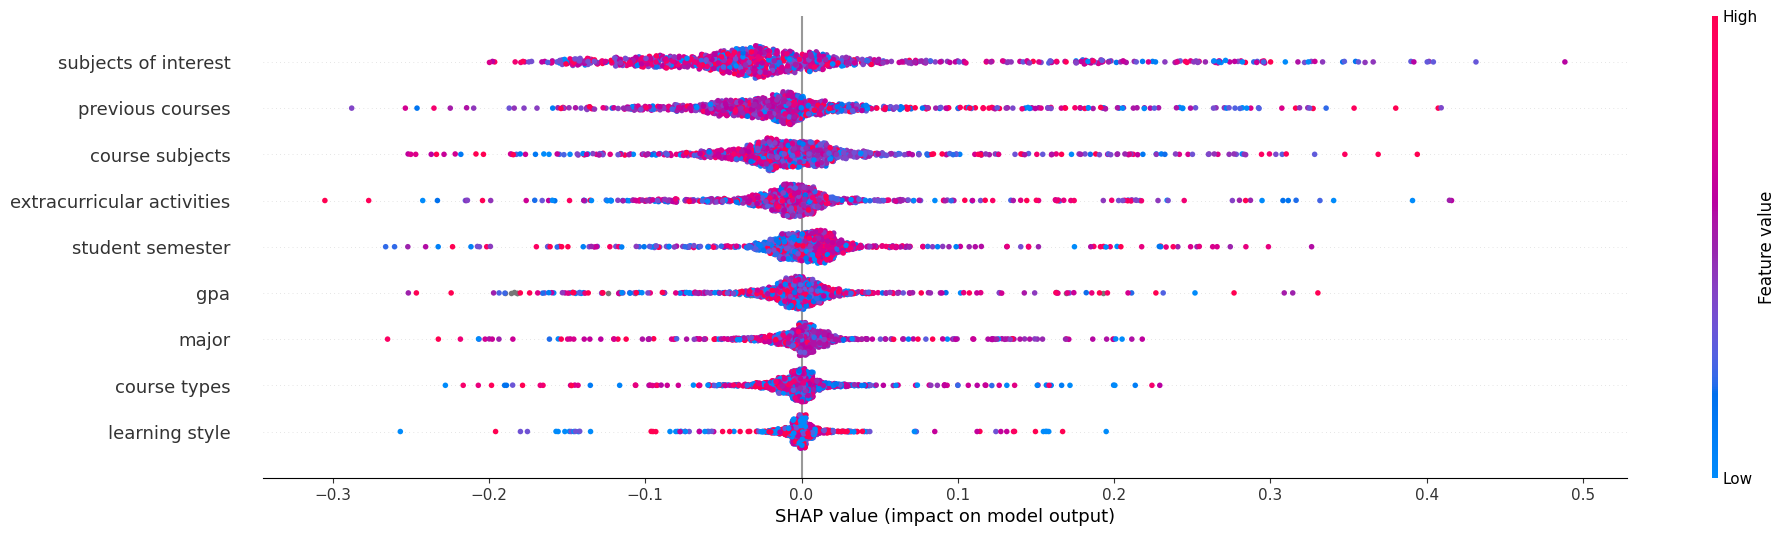 High
subjects of interest
previous courses
course subjects
extracurricular activities
student semester
gpa
major
course types
learning style
Feature value
Low
−0.3 −0.2 −0.1 0.0 0.1 0.2 0.3 0.4 0.5
SHAP value (impact on model output)